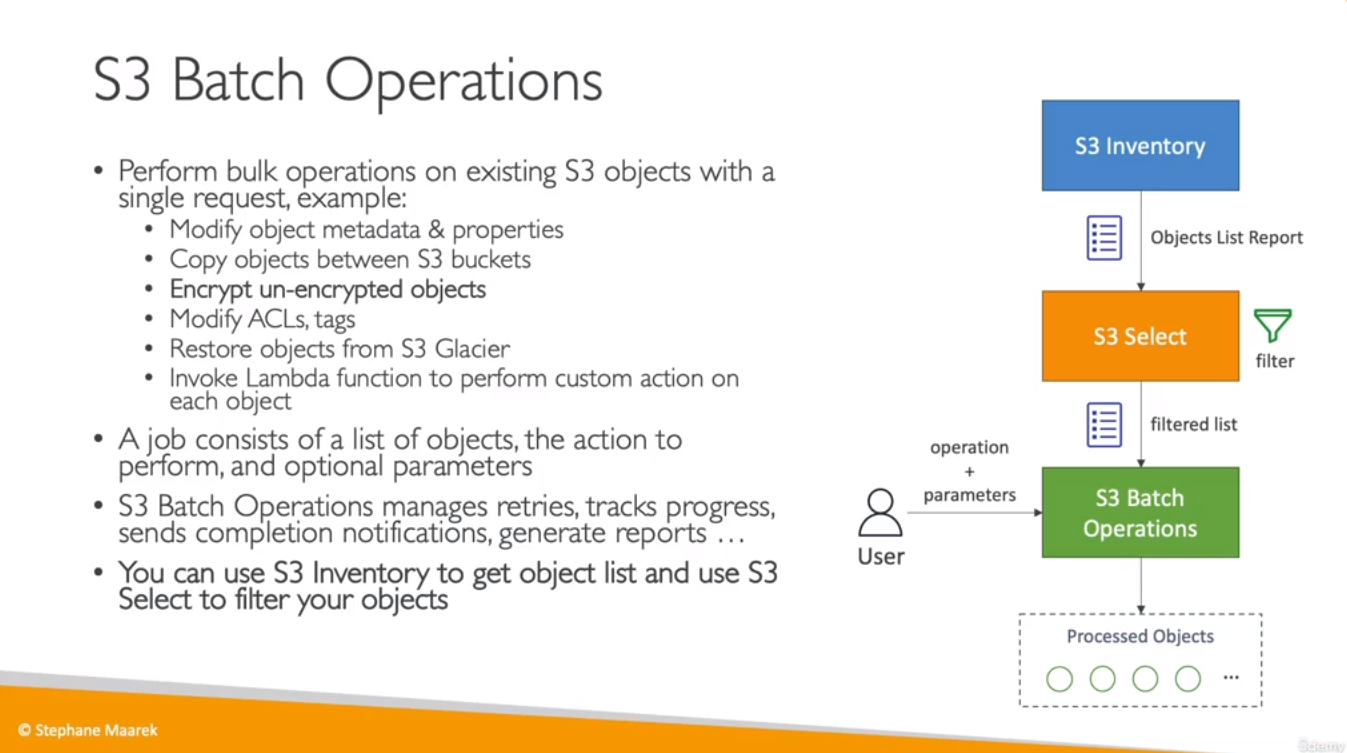 S3 Batch Operations
• Perform bulk operations on existing S3 objects with a
single request, example:
• Modify object metadata & properties
• Copy objects between S3 buckets
• Encrypt un-encrypted objects
• Modify ACLs, tags
• Restore objects from S3 Glacier
• Invoke Lambda function to perform custom action on
each object
• A job consists of a list of objects, the action to
perform, and optional parameters
• S3 Batch Operations manages retries, tracks progress,
sends completion notifications, generate reports …
• You can use S3 Inventory to get object list and use S3
Select to filter your objects
S3 Inventory
Objects List Report
S3 Select
filter
filtered list
operation
+
parameters
User
S3 Batch
Operations
Processed Objects
...
© Stephane Maarek
udemy